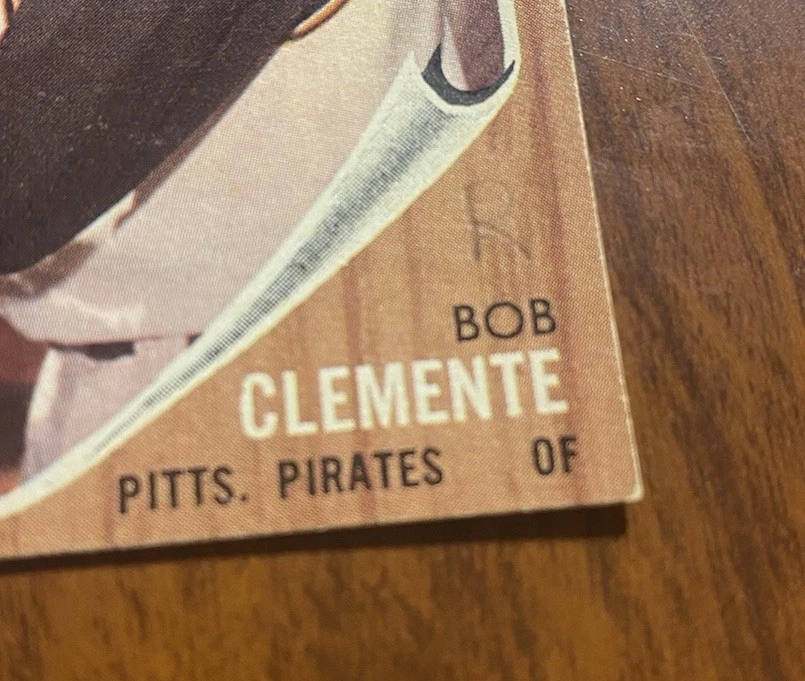 R
BOB
CLEMENTE
PITTS. PIRATES OF